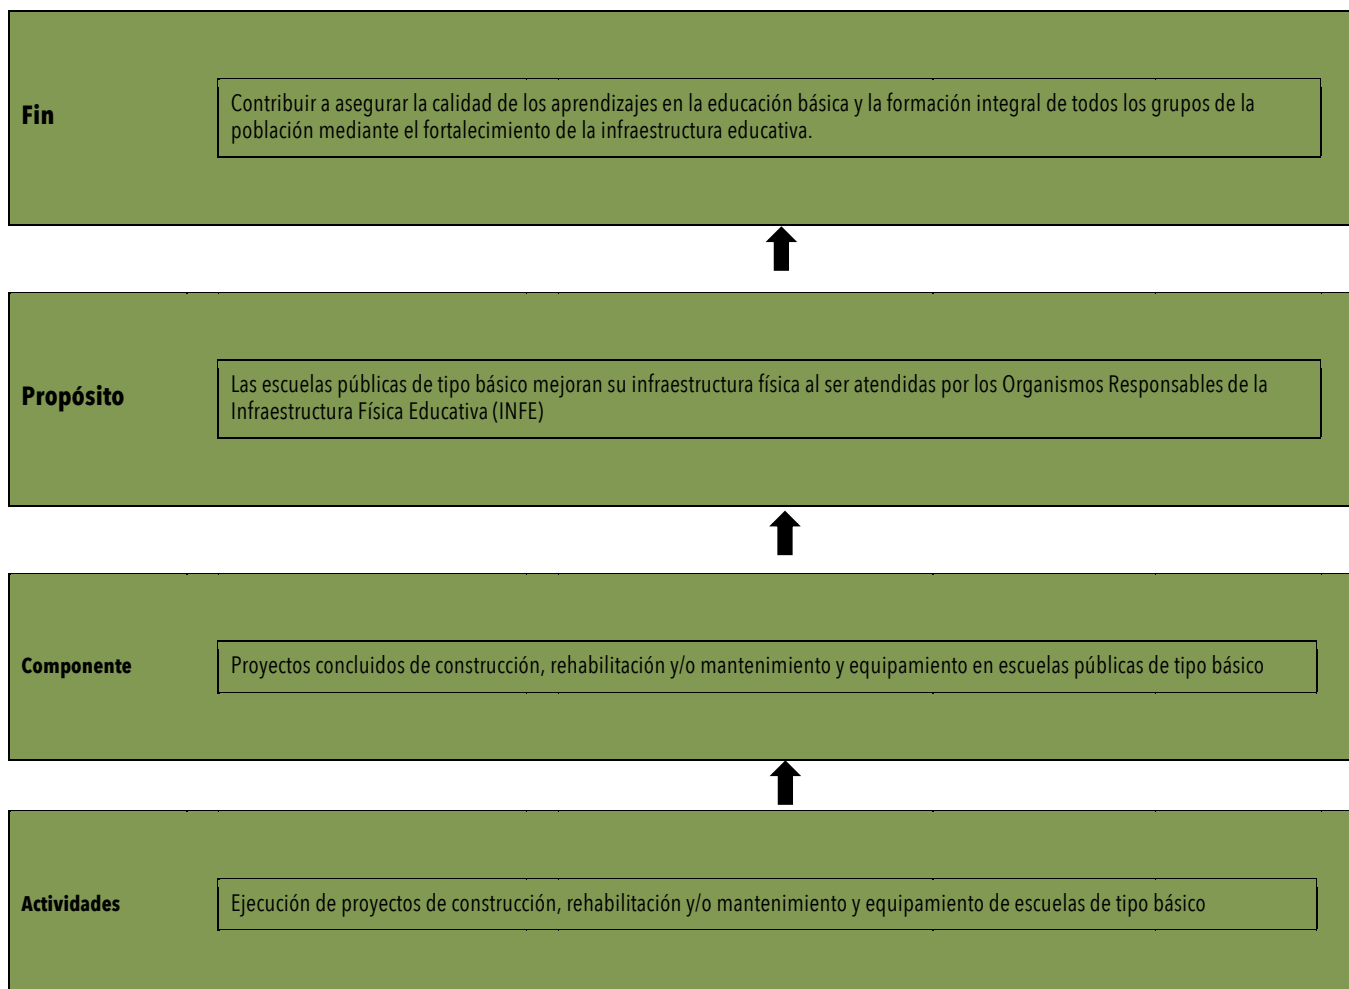 Fin
Contribuir a asegurar la calidad de los aprendizajes en la educación básica y la formación integral de todos los grupos de la
población mediante el fortalecimiento de la infraestructura educativa.
Propósito
Las escuelas públicas de tipo básico mejoran su infraestructura física al ser atendidas por los Organismos Responsables de la
Infraestructura Física Educativa (INFE)
Componente
Proyectos concluidos de construcción, rehabilitación y/o mantenimiento y equipamiento en escuelas públicas de tipo básico
Actividades
Ejecución de proyectos de construcción, rehabilitación y/o mantenimiento y equipamiento de escuelas de tipo básico